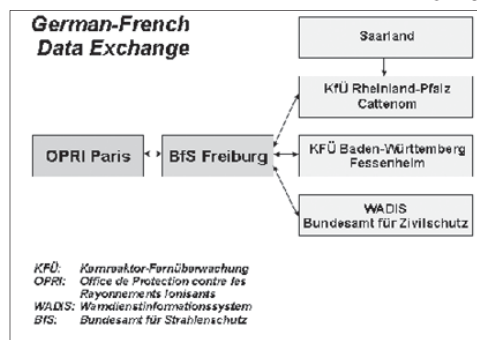 German-French
Data Exchange
Saarland
KfÜ Rheinland-Pfalz
Cattenom
OPRI Paris
BfS Freiburg
KFÜ Baden-Württemberg
Fessenheim
WADIS
Bundesamt für Zivilschutz
KFÜ: Kernreaktor-Fernüberwachung
OPRI: Office de Protection contre les
Rayonnements Ionisants
WADIS: Warndienstinformationssystem
BfS: Bundesamt für Strahlenschutz